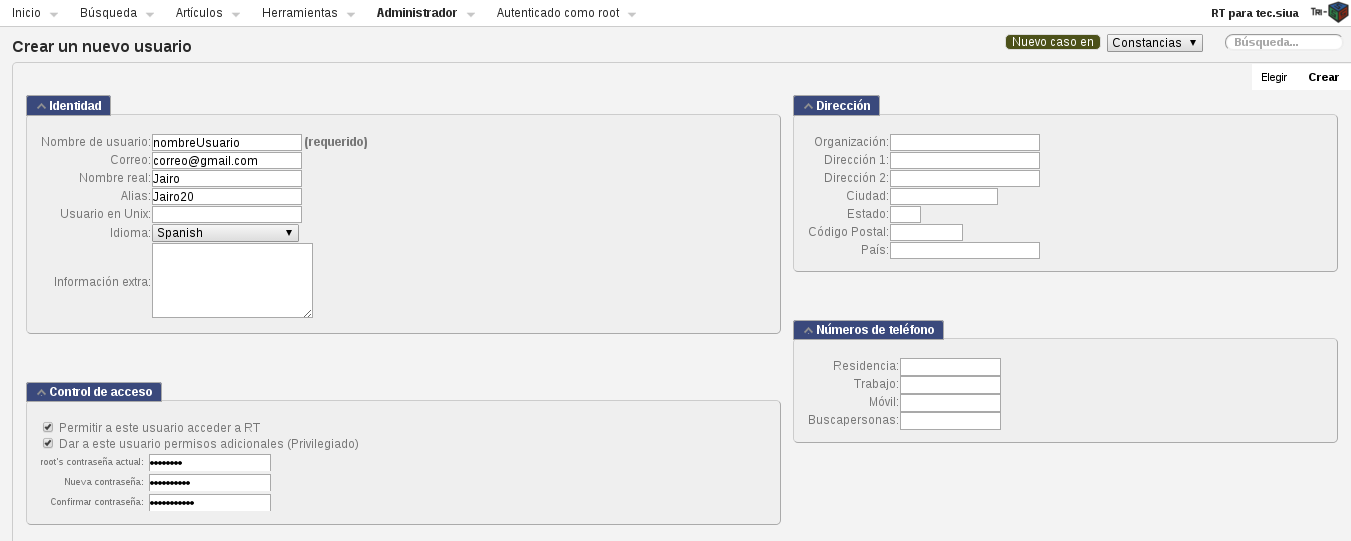 Inicio Búsqueda Artículos Herramientas Administrador Autenticado como root RT para tec.siua TRI-
Crear un nuevo usuario Nuevo caso en Constancias Búsqueda...
Elegir Crear
Identidad
Nombre de usuario: nombreUsuario (requerido)
Correo: correo@gmail.com
Nombre real: Jairo
Alias: Jairo20
Usuario en Unix:
Idioma: Spanish
Información extra:
Control de acceso
Permitir a este usuario acceder a RT
Dar a este usuario permisos adicionales (Privilegiado)
root's contraseña actual: ••••••••
Nueva contraseña: ••••••••••
Confirmar contraseña: •••••••••••
Dirección
Organización:
Dirección 1:
Dirección 2:
Ciudad:
Estado:
Código Postal:
País:
Números de teléfono
Residencia:
Trabajo:
Móvil:
Buscapersonas: